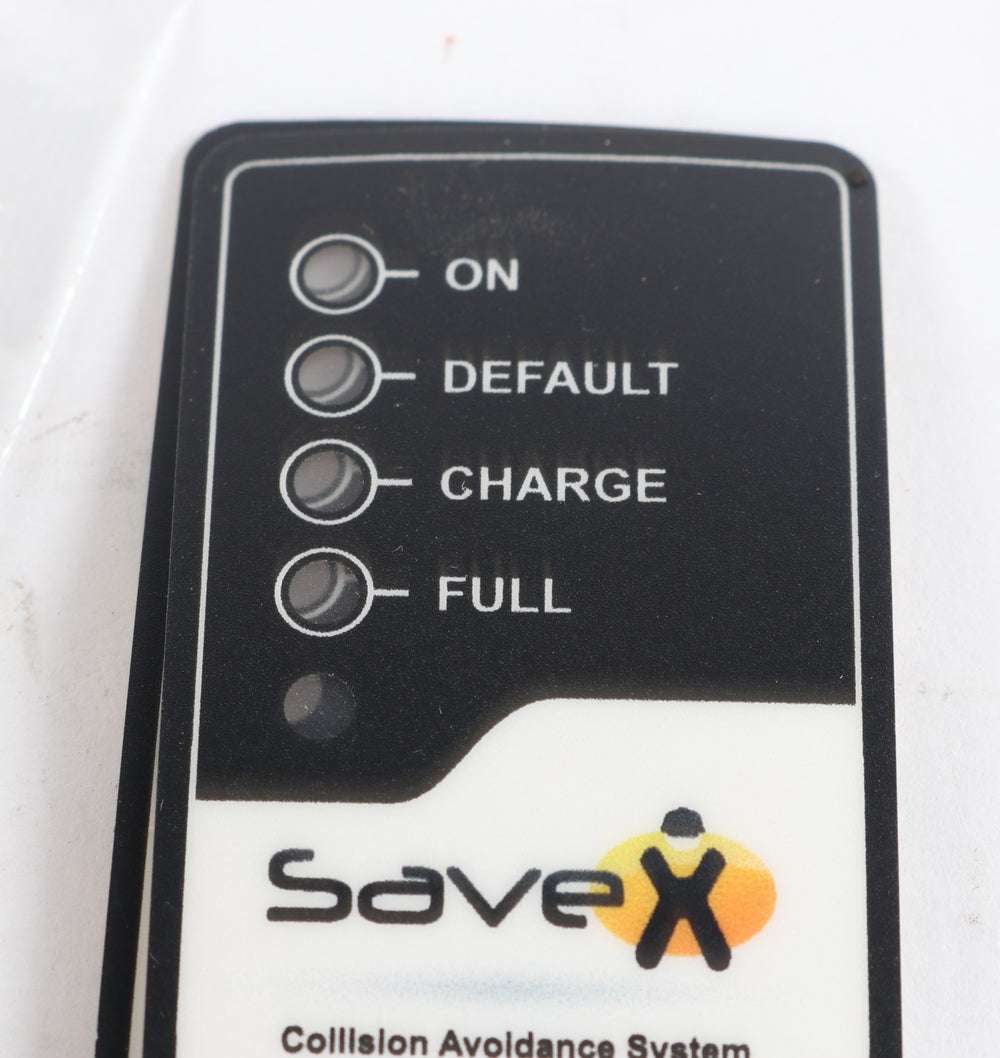 ON
DEFAULT
CHARGE
FULL
SaveX
Collision Avoidance System